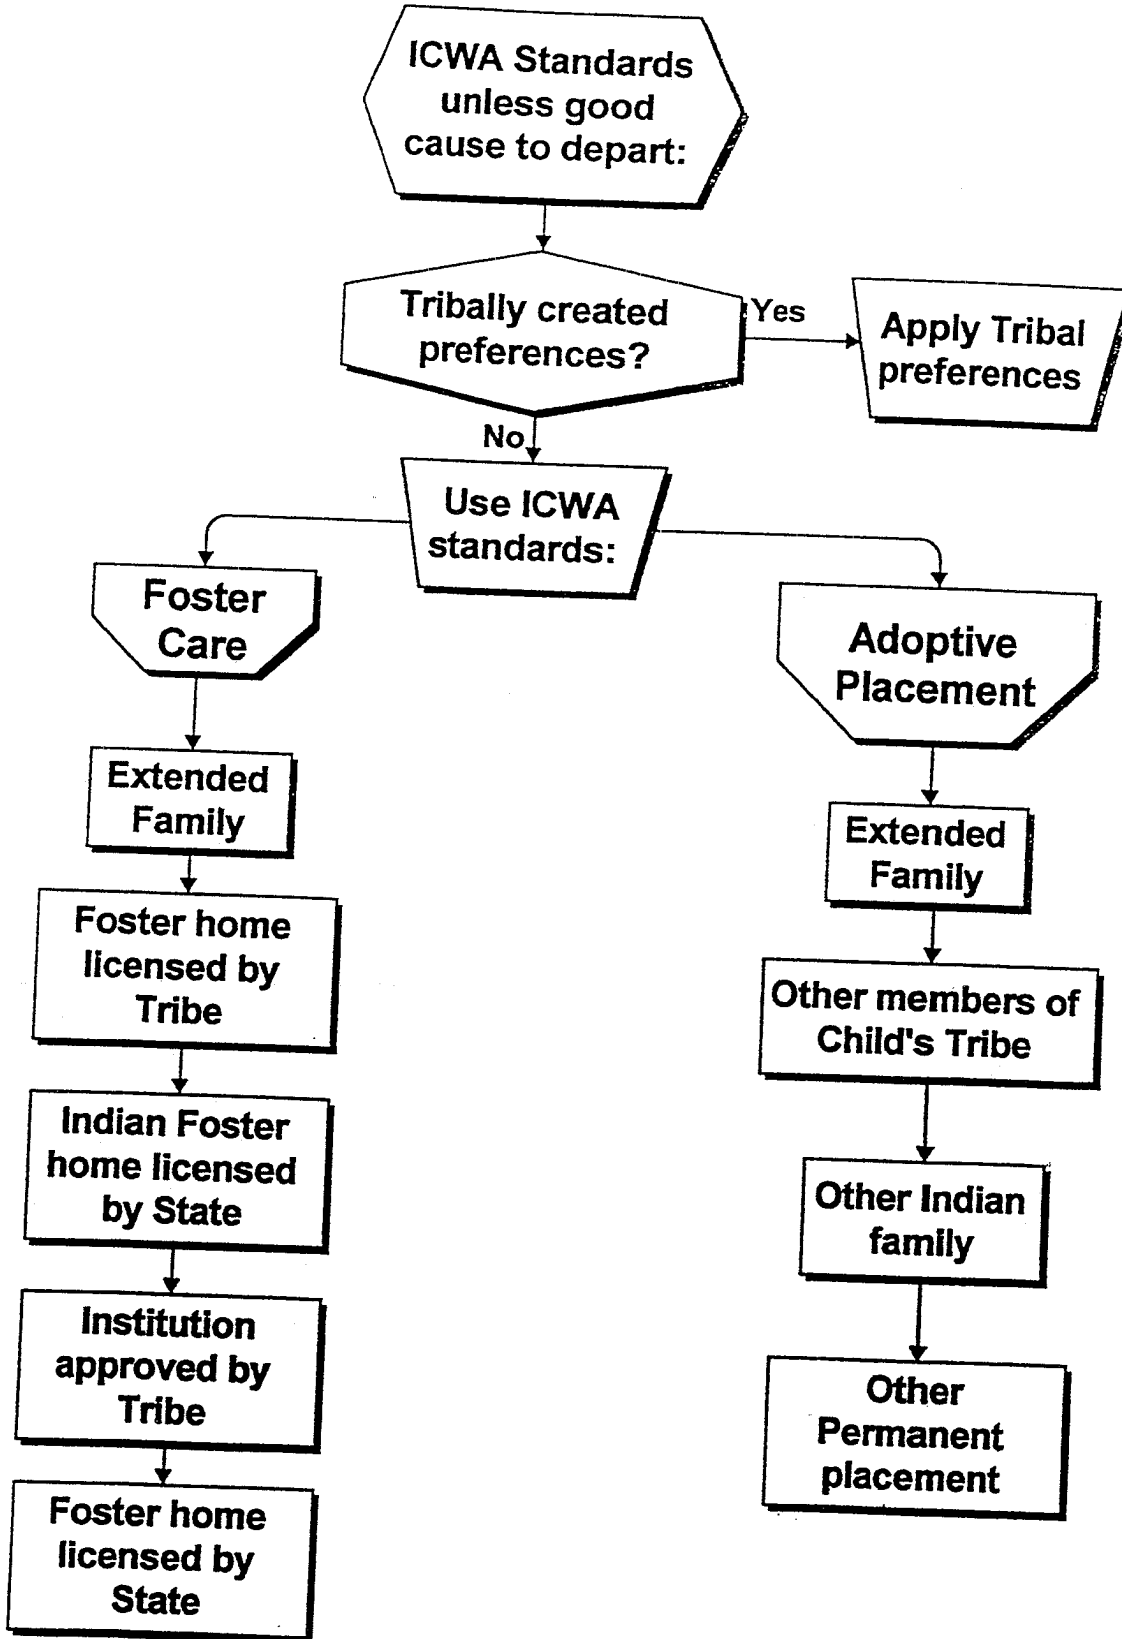 ICWA Standards
unless good
cause to depart:
Tribally created
preferences?
Yes
Apply Tribal
preferences
No
Use ICWA
standards:
Foster
Care
Extended
Family
Foster home
licensed by
Tribe
Indian Foster
home licensed
by State
Institution
approved by
Tribe
Foster home
licensed by
State
Adoptive
Placement
Extended
Family
Other members of
Child's Tribe
Other Indian
family
Other
Permanent
placement